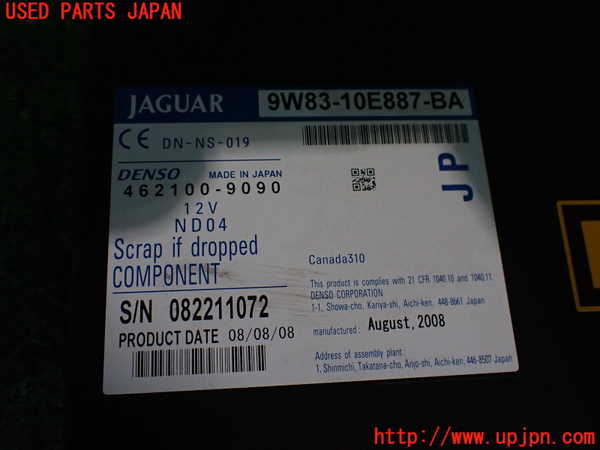 USED PARTS JAPAN
JAGUAR
9W83-10E887-BA
CE DN-NS-019
DENSO MADE IN JAPAN
462100-9090
12V
ND04
Scrap if dropped
COMPONENT
S/N 082211072
PRODUCT DATE 08/08/08
JP
Canada310
This product is complies with 21 CFR 1040.10 and 1040.11.
DENSO CORPORATION
1-1, Showa-cho, Kariya-shi, Aichi-ken, 448-8661 Japan
manufactured: August, 2008
Address of assembly plant:
1, Shinmichi, Takatana-cho, Anjo-shi, Aichi-ken, 446-8507 Japan
http://www.upjpn.com/